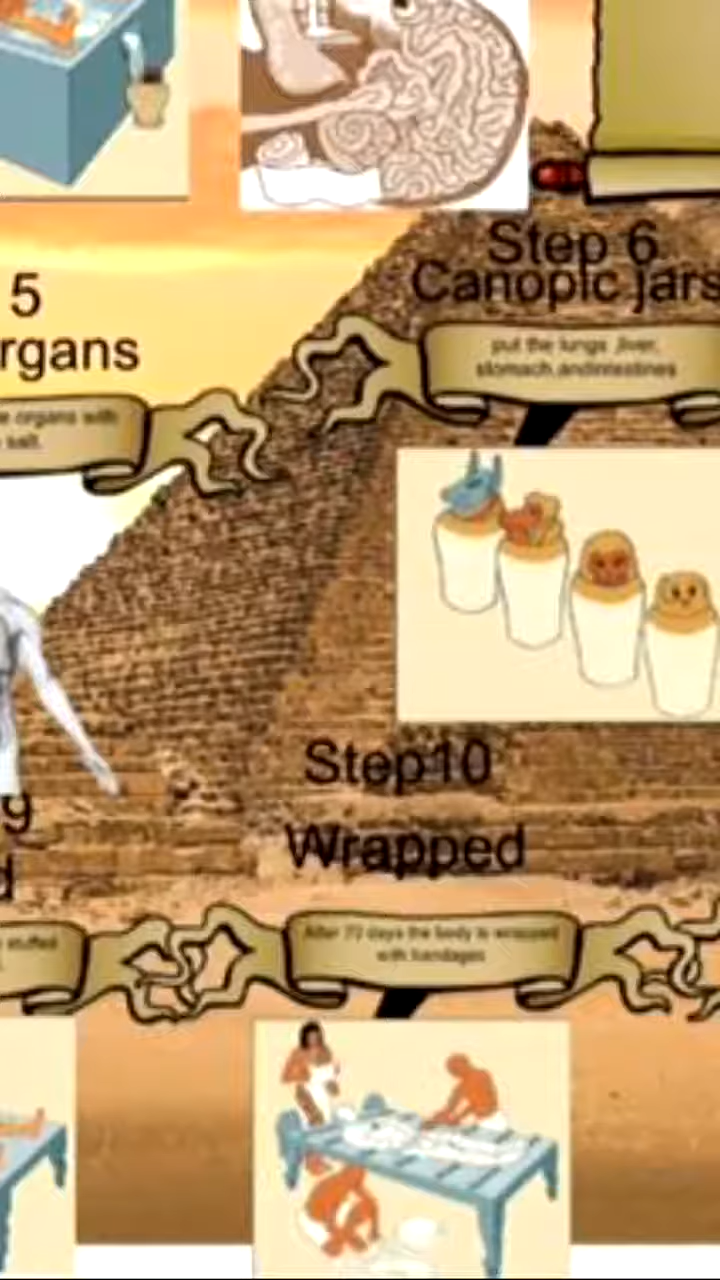 5
rgans
e organs with
salt.
Step 6
Canopic jars
put the lungs ,liver,
stomach,andintestines
9
d
stuffed
Step10
Wrapped
After 70 days the body is wrapped
with bandages